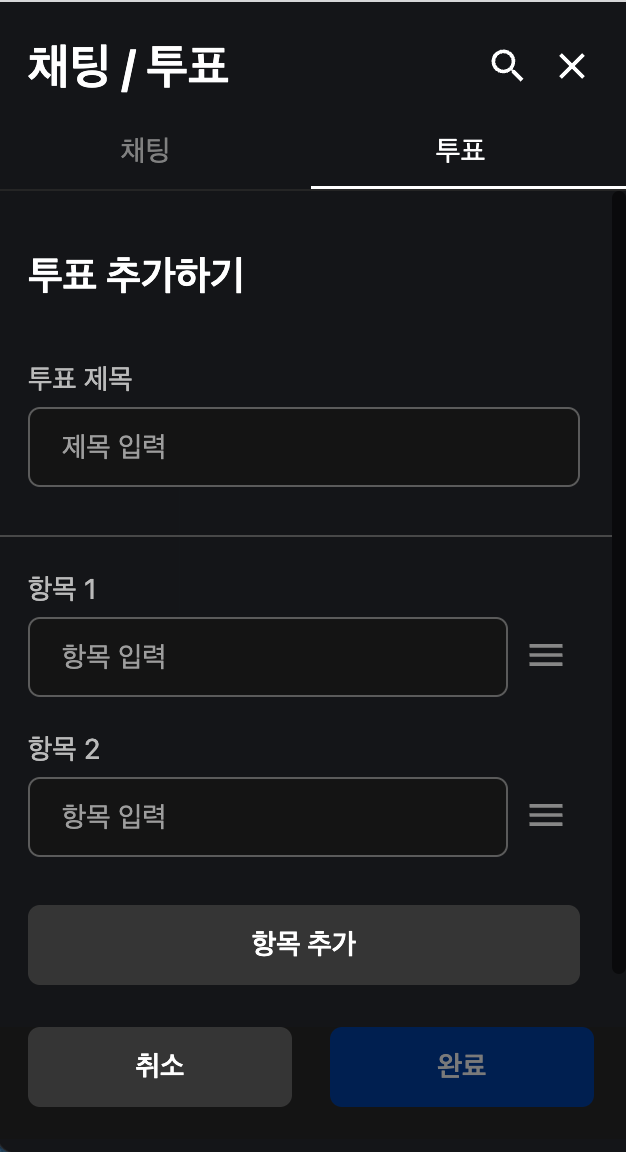 채팅 / 투표
채팅 투표
투표 추가하기
투표 제목
제목 입력
항목 1
항목 입력
항목 2
항목 입력
항목 추가
취소 완료